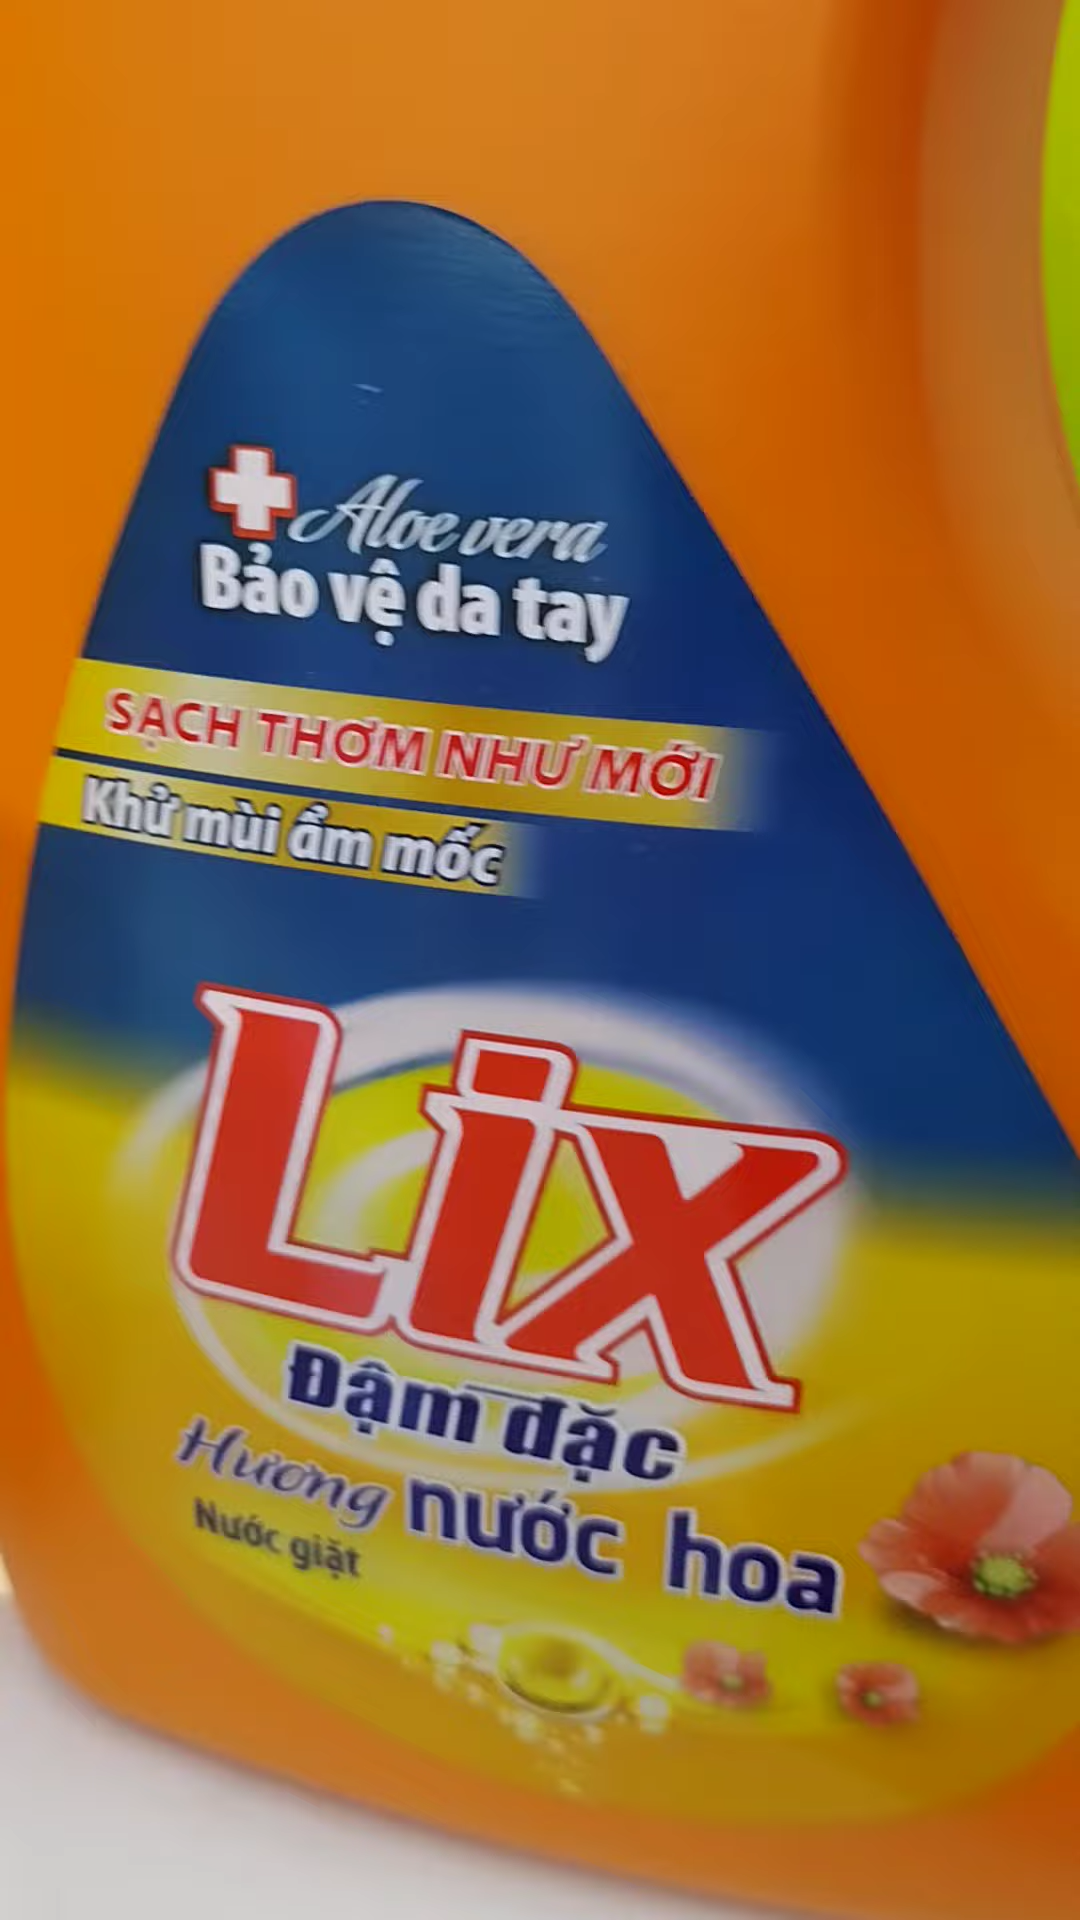 Aloe vera
Bảo vệ da tay
SẠCH THƠM NHƯ MỚI
Khử mùi ẩm mốc
Lix
Đậm đặc
Hương nước hoa
Nước giặt